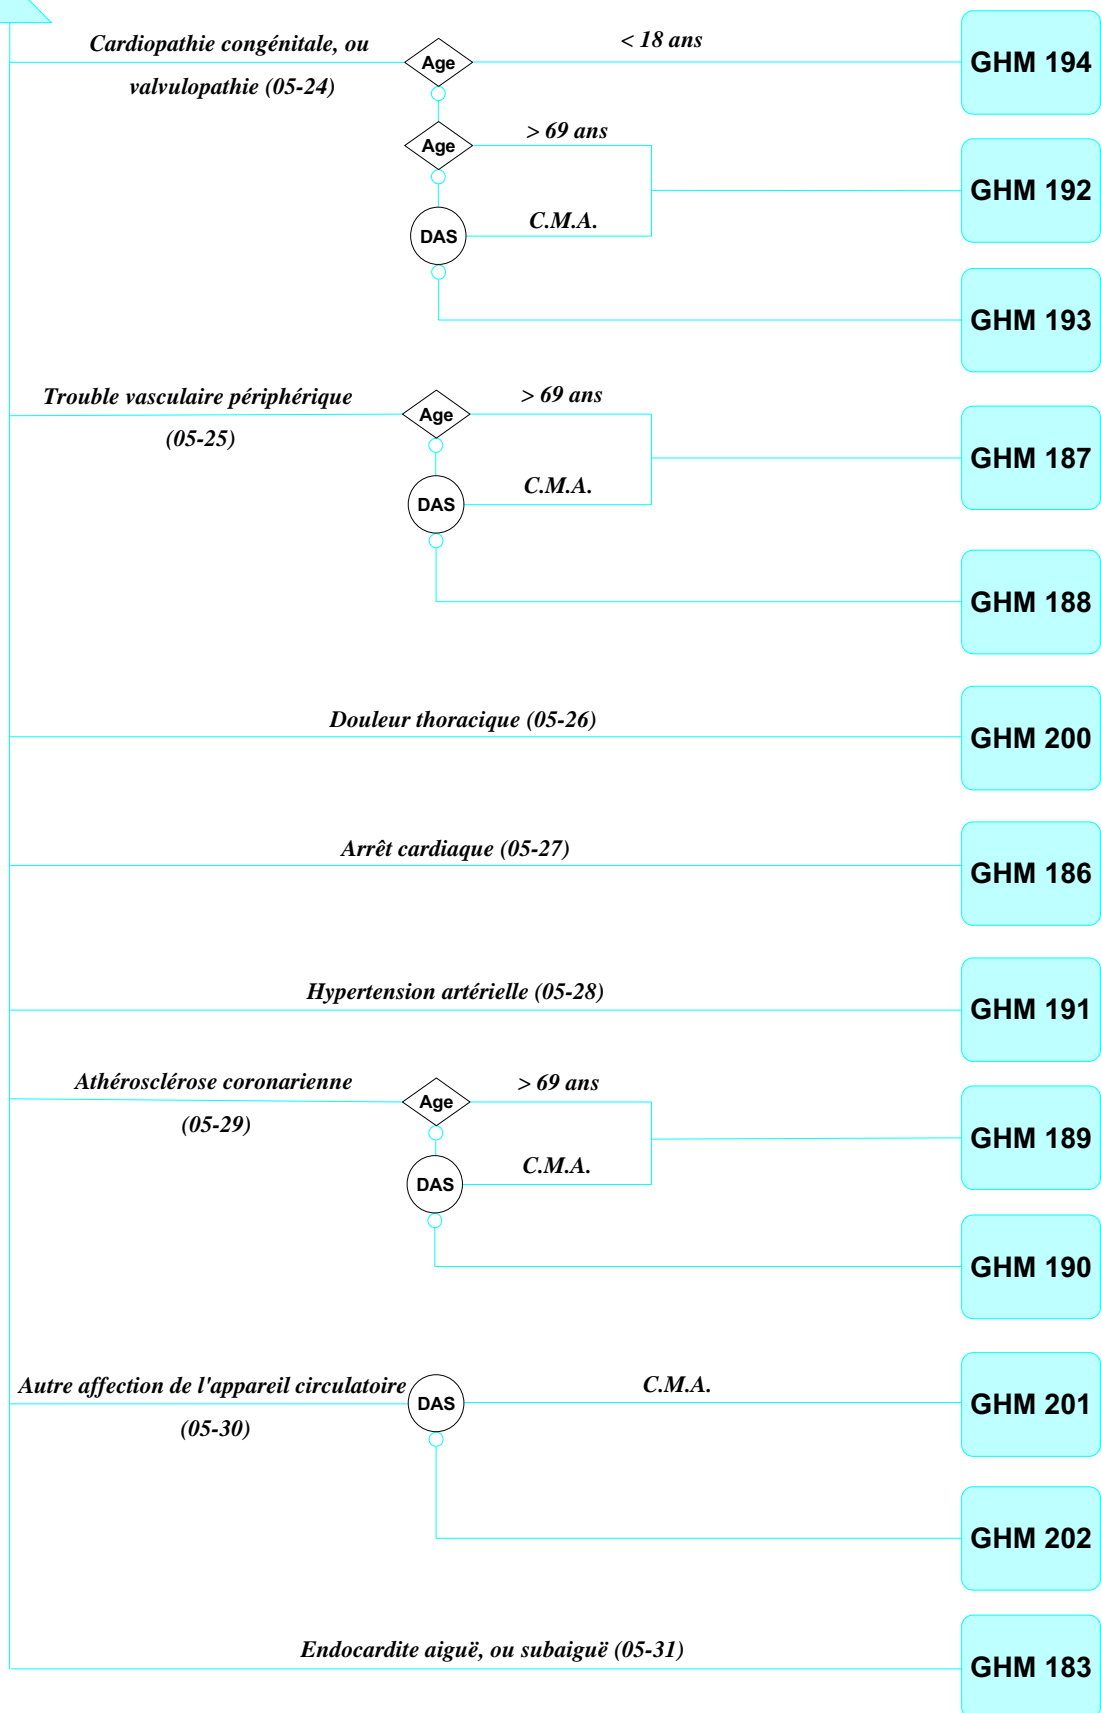 Cardiopathie congénitale, ou
valvulopathie (05-24)
Age
< 18 ans
GHM 194
Age
> 69 ans
GHM 192
DAS
C.M.A.
GHM 193
Trouble vasculaire périphérique
(05-25)
Age
> 69 ans
GHM 187
DAS
C.M.A.
GHM 188
Douleur thoracique (05-26)
GHM 200
Arrêt cardiaque (05-27)
GHM 186
Hypertension artérielle (05-28)
GHM 191
Athérosclérose coronarienne
(05-29)
Age
> 69 ans
GHM 189
DAS
C.M.A.
GHM 190
Autre affection de l'appareil circulatoire
(05-30)
DAS
C.M.A.
GHM 201
GHM 202
Endocardite aiguë, ou subaiguë (05-31)
GHM 183